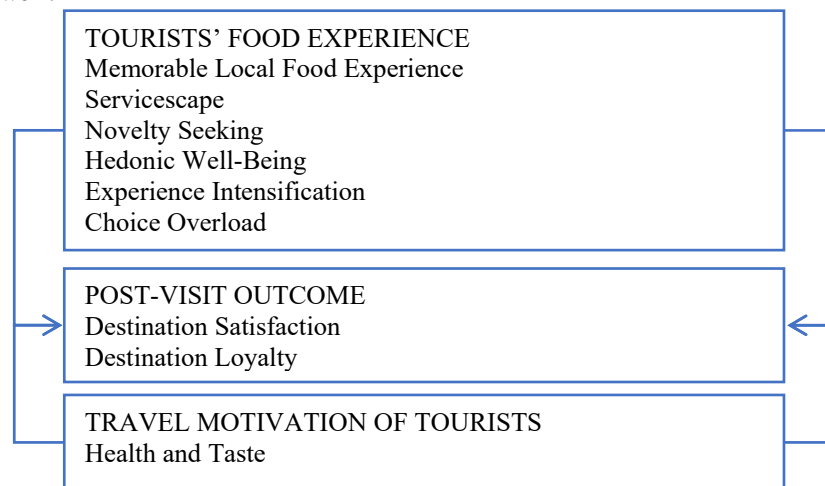 TOURISTS’ FOOD EXPERIENCE
Memorable Local Food Experience
Servicescape
Novelty Seeking
Hedonic Well-Being
Experience Intensification
Choice Overload
POST-VISIT OUTCOME
Destination Satisfaction
Destination Loyalty
TRAVEL MOTIVATION OF TOURISTS
Health and Taste